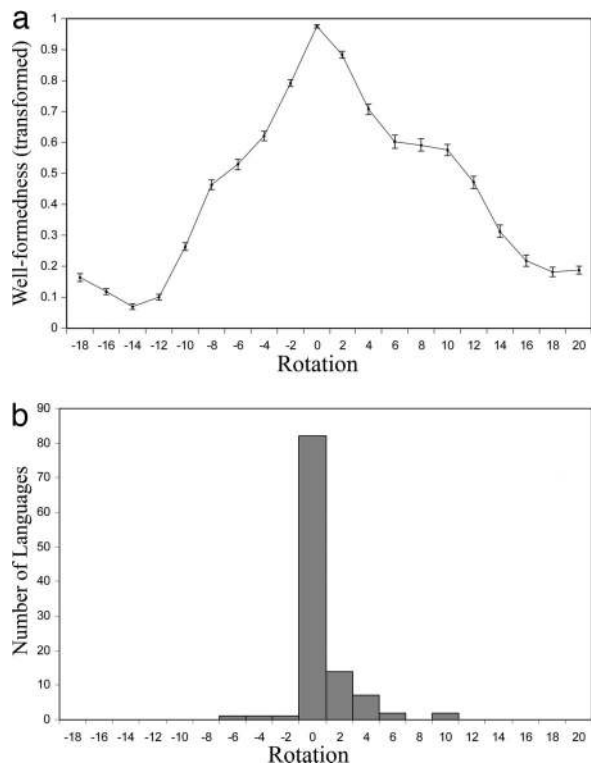 a
Well-formedness (transformed)
1
0.9
0.8
0.7
0.6
0.5
0.4
0.3
0.2
0.1
0
-18 -16 -14 -12 -10 -8 -6 -4 -2 0 2 4 6 8 10 12 14 16 18 20
Rotation
b
Number of Languages
90
80
70
60
50
40
30
20
10
0
-18 -16 -14 -12 -10 -8 -6 -4 -2 0 2 4 6 8 10 12 14 16 18 20
Rotation